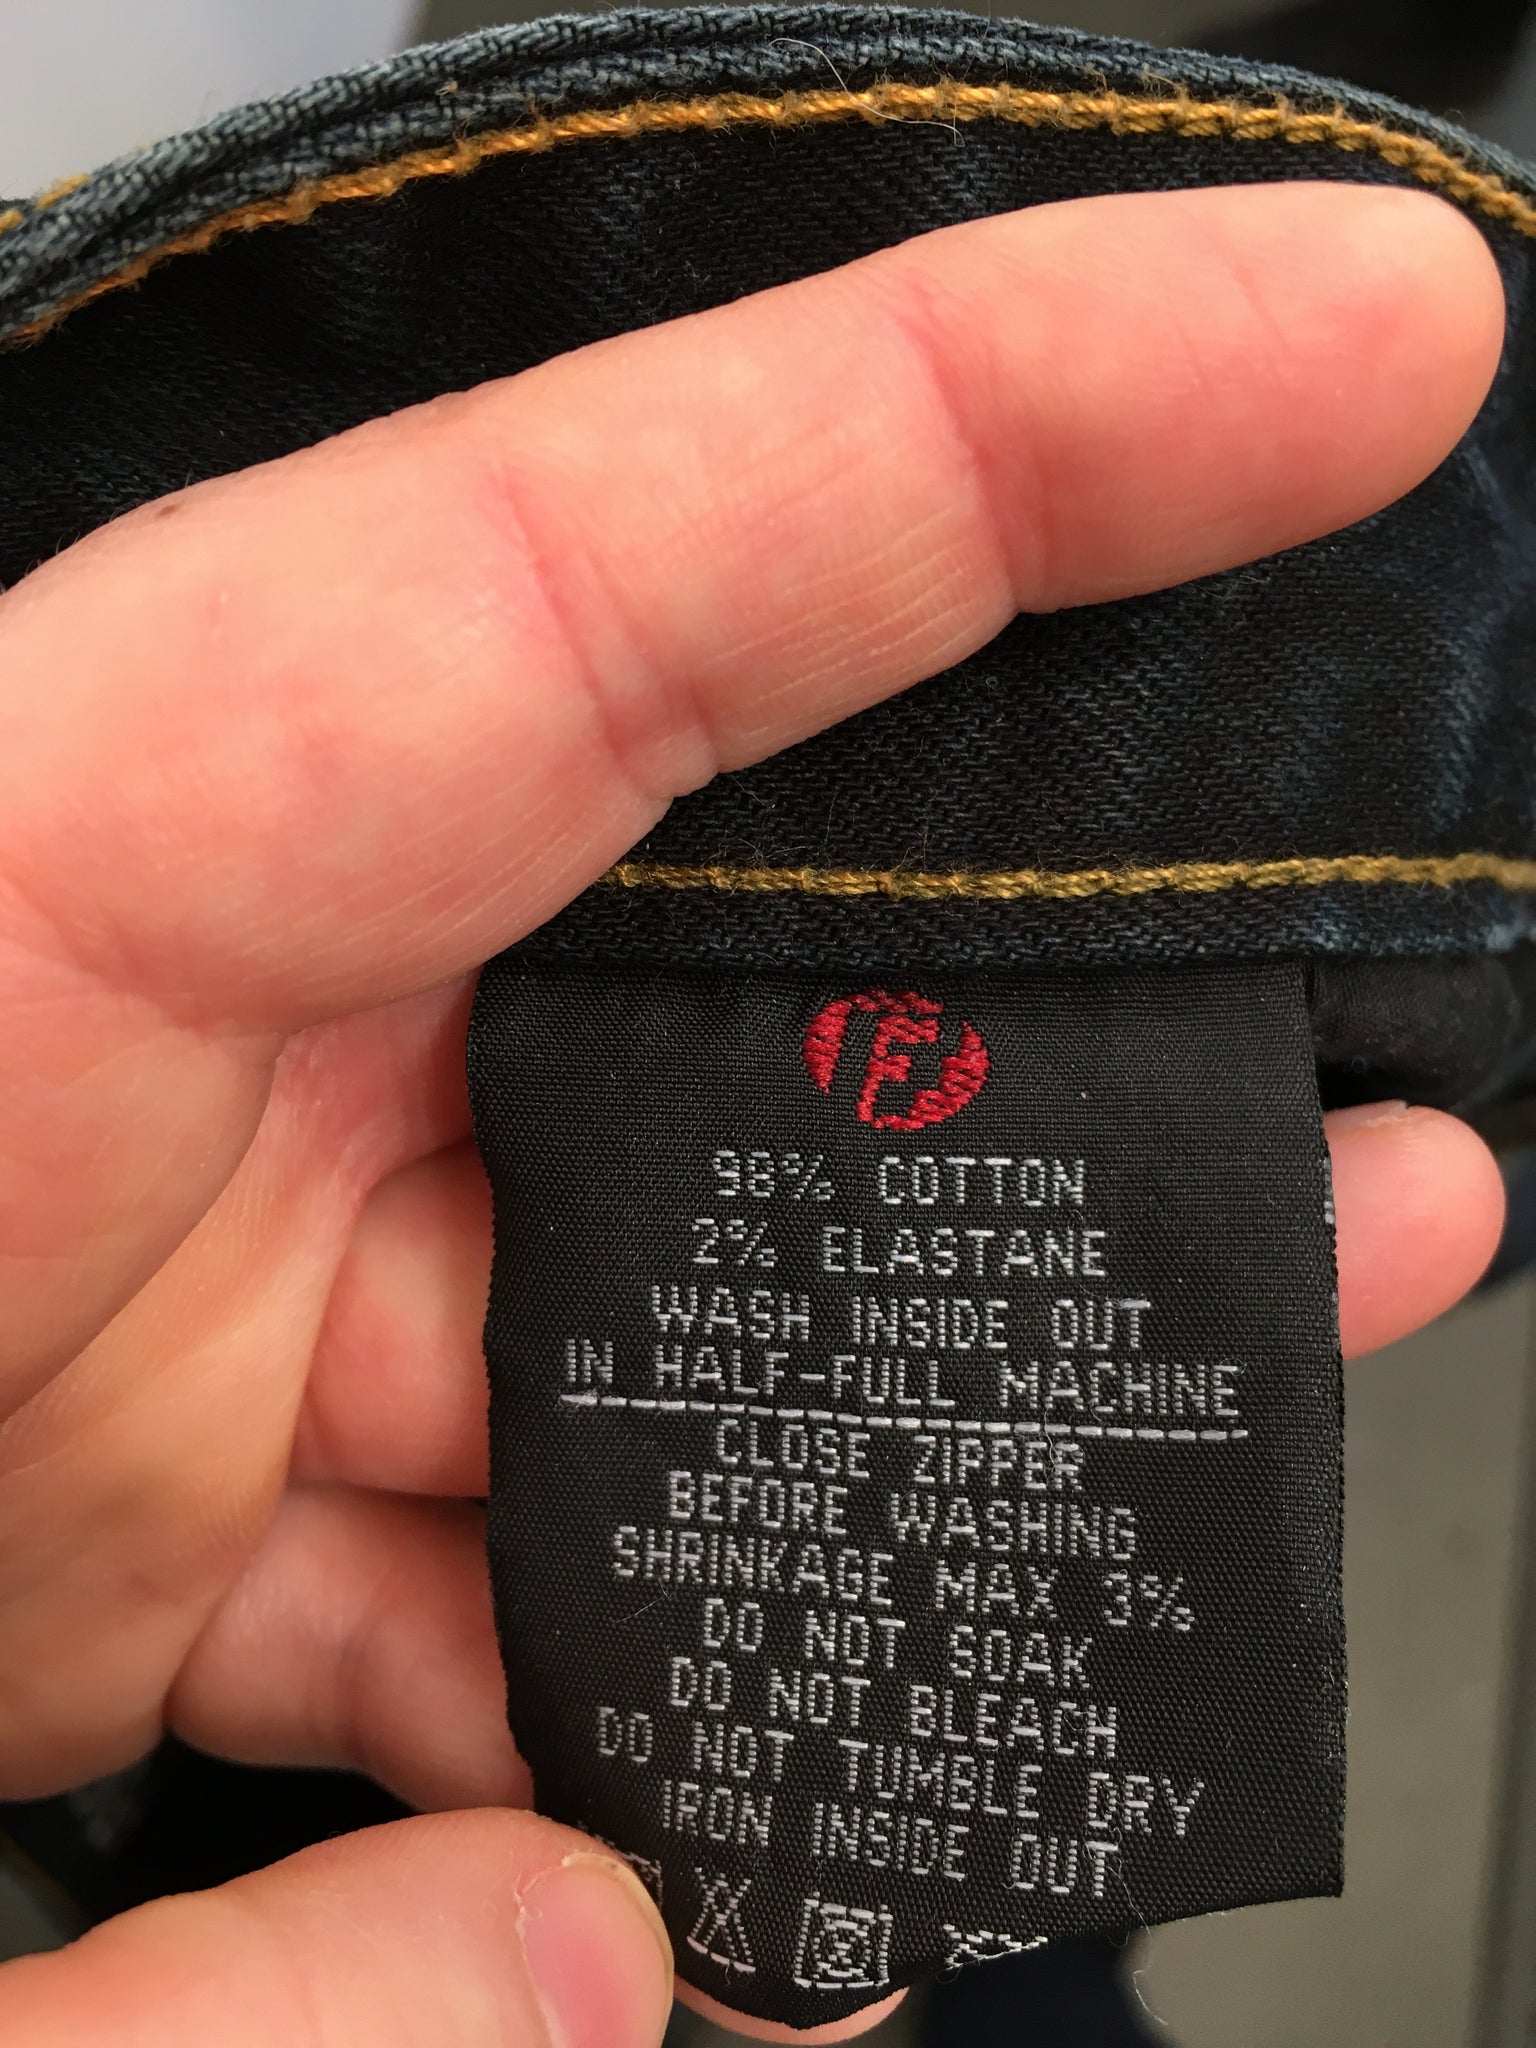 F
98% COTTON
2% ELASTANE
WASH INSIDE OUT
IN HALF-FULL MACHINE
CLOSE ZIPPER
BEFORE WASHING
SHRINKAGE MAX 3%
DO NOT SOAK
DO NOT BLEACH
DO NOT TUMBLE DRY
IRON INSIDE OUT